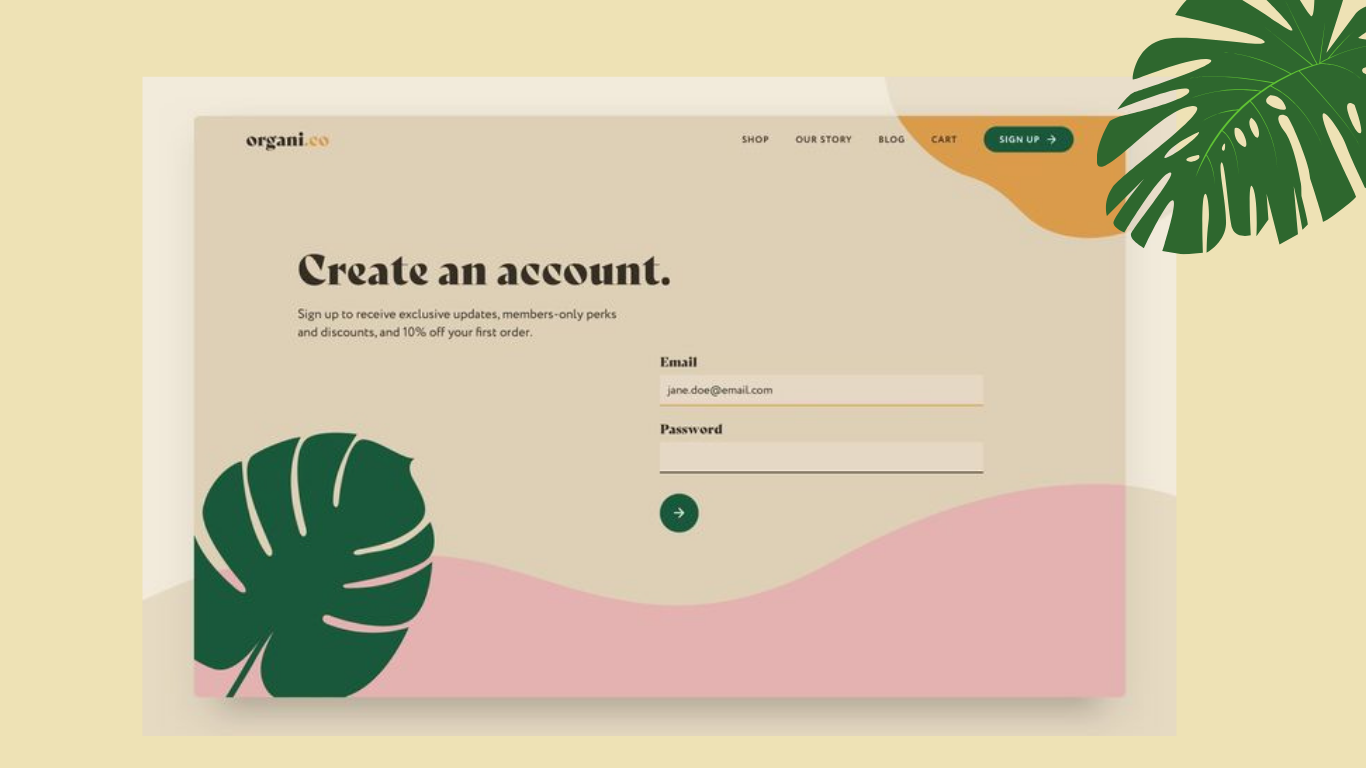 organi.co
SHOP OUR STORY BLOG CART SIGN UP →
Create an account.
Sign up to receive exclusive updates, members-only perks
and discounts, and 10% off your first order.
Email
jane.doe@email.com
Password
→